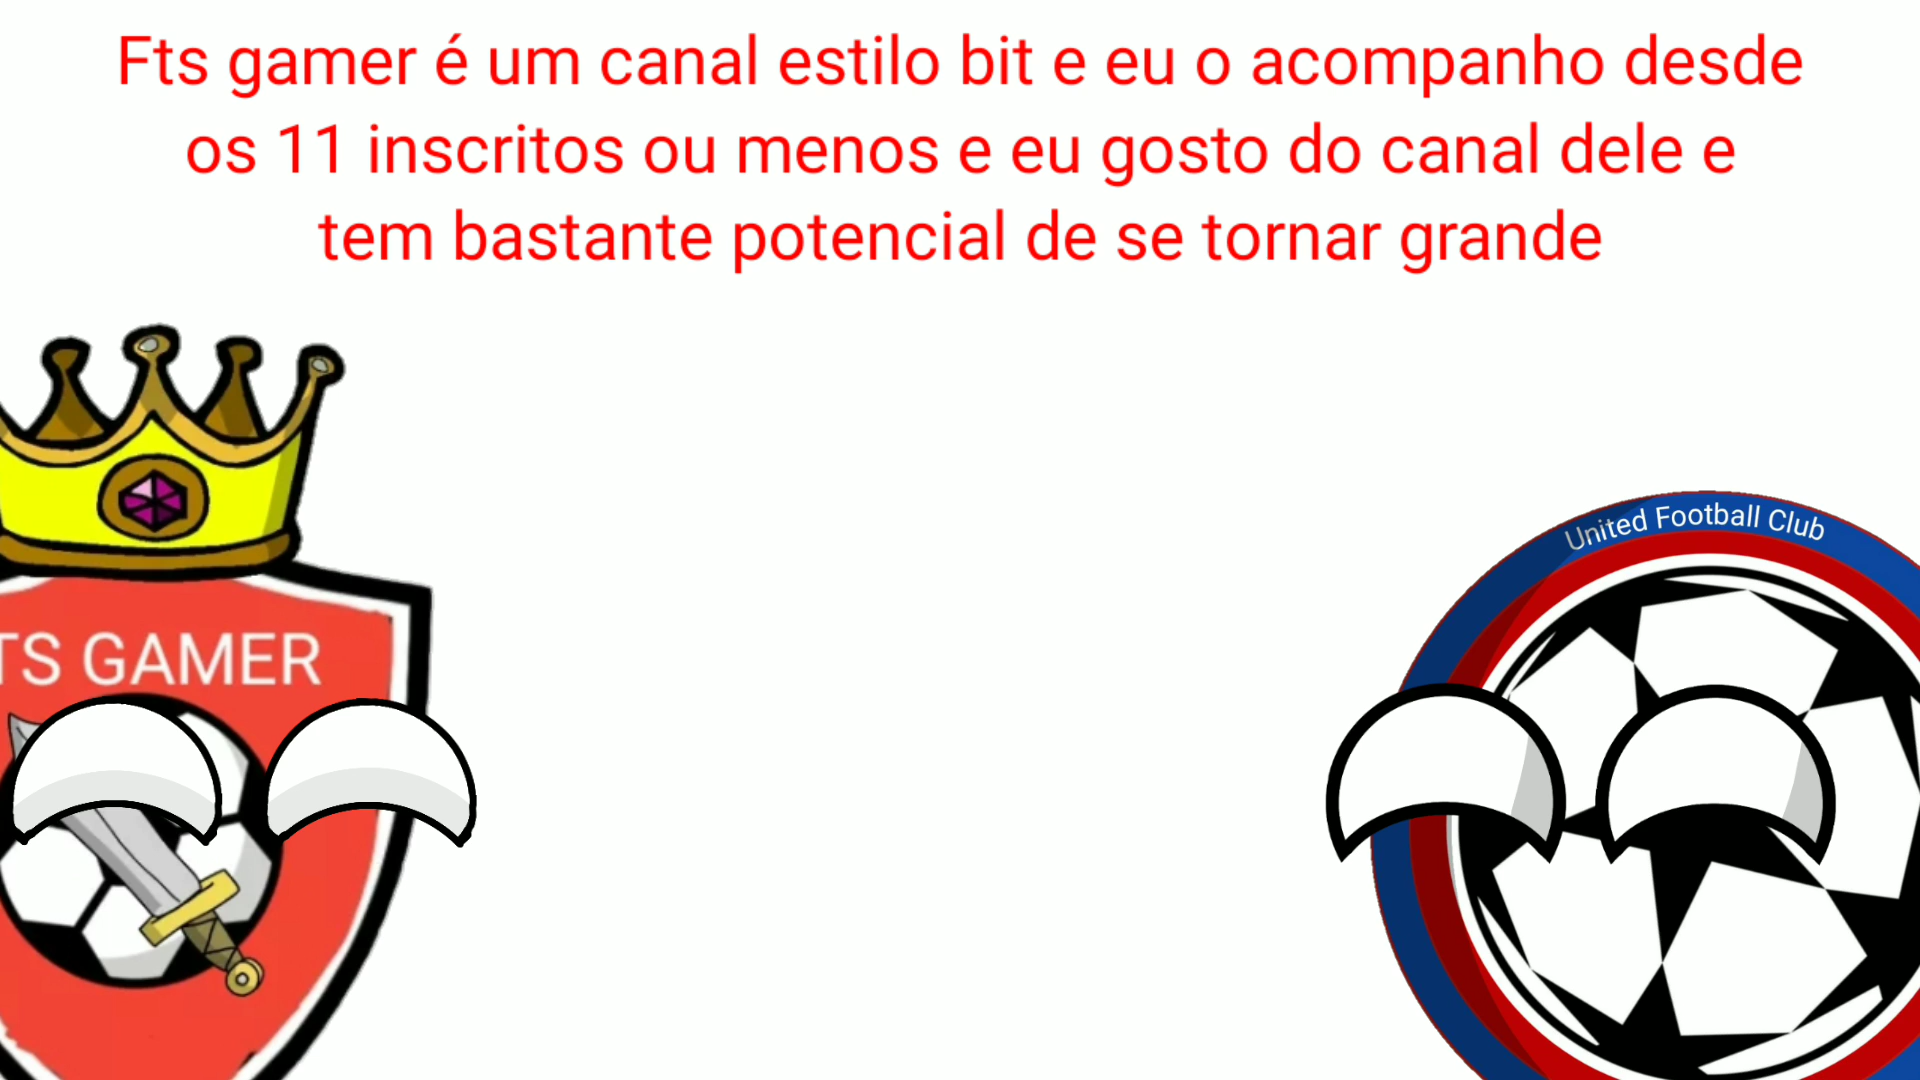 Fts gamer é um canal estilo bit e eu o acompanho desde
os 11 inscritos ou menos e eu gosto do canal dele e
tem bastante potencial de se tornar grande
United Football Club
TS GAMER